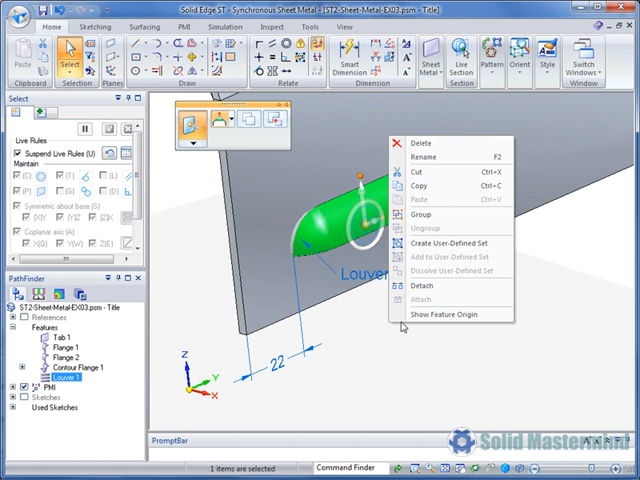 Solid Edge ST - Synchronous Sheet Metal - [ST2-Sheet-Metal-EX03.psm - Title]
Home
Sketching
Surfacing
PMI
Simulation
Inspect
Tools
View
Paste
Select
Smart Dimension
Sheet Metal
Live Section
Pattern
Orient
Style
Switch Windows
Clipboard
Selection
Planes
Draw
Relate
Window
Select
Live Rules
Suspend Live Rules (U)
Maintain
(C)
(T)
(L)
(O)
(P)
Symmetric about base (S)
(X)Y
(Y)Z
(Z)X
Coplanar axis (A)
PathFinder
ST2-Sheet-Metal-EX03.psm - Title
References
Features
Tab 1
Flange 1
Flange 2
Contour Flange 1
Louver 1
PMI
Sketches
Used Sketches
Delete
Rename F2
Cut Ctrl+X
Copy Ctrl+C
Paste Ctrl+V
Group
Ungroup
Create User-Defined Set
Add to User-Defined Set
Dissolve User-Defined Set
Detach
Attach
Show Feature Origin
Louver
22
Z
Y
X
PromptBar
Solid Mastermind
1 items are selected
Command Finder